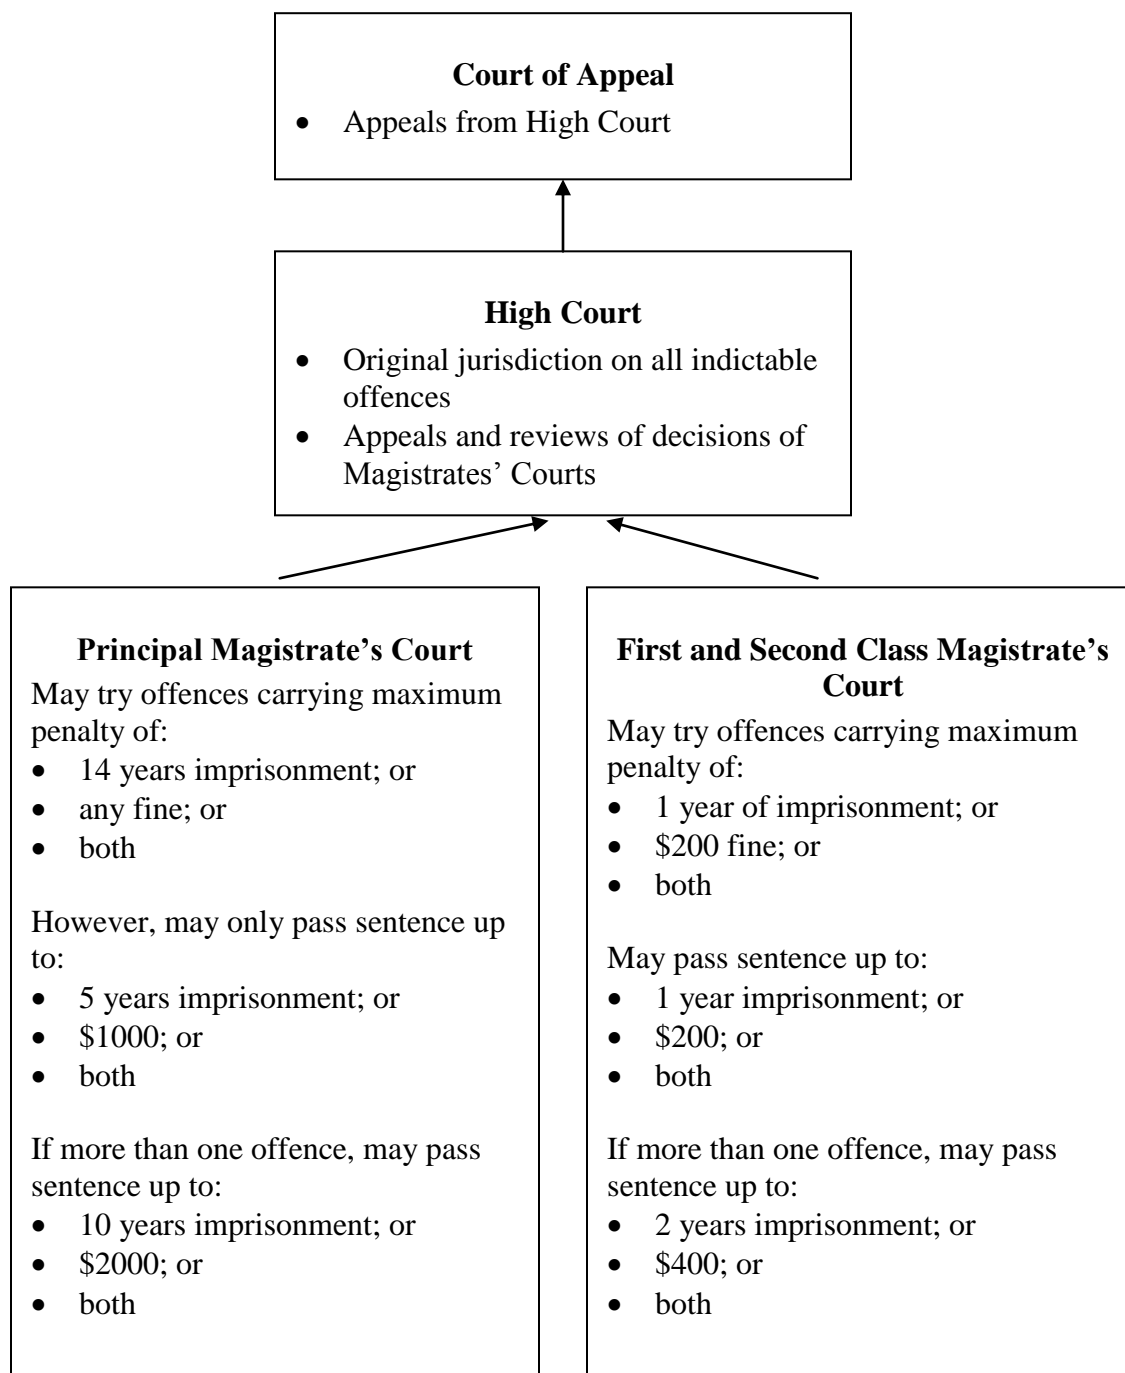 Court of Appeal
• Appeals from High Court
High Court
• Original jurisdiction on all indictable
offences
• Appeals and reviews of decisions of
Magistrates’ Courts
Principal Magistrate’s Court
May try offences carrying maximum
penalty of:
• 14 years imprisonment; or
• any fine; or
• both
However, may only pass sentence up
to:
• 5 years imprisonment; or
• $1000; or
• both
If more than one offence, may pass
sentence up to:
• 10 years imprisonment; or
• $2000; or
• both
First and Second Class Magistrate’s
Court
May try offences carrying maximum
penalty of:
• 1 year of imprisonment; or
• $200 fine; or
• both
May pass sentence up to:
• 1 year imprisonment; or
• $200; or
• both
If more than one offence, may pass
sentence up to:
• 2 years imprisonment; or
• $400; or
• both